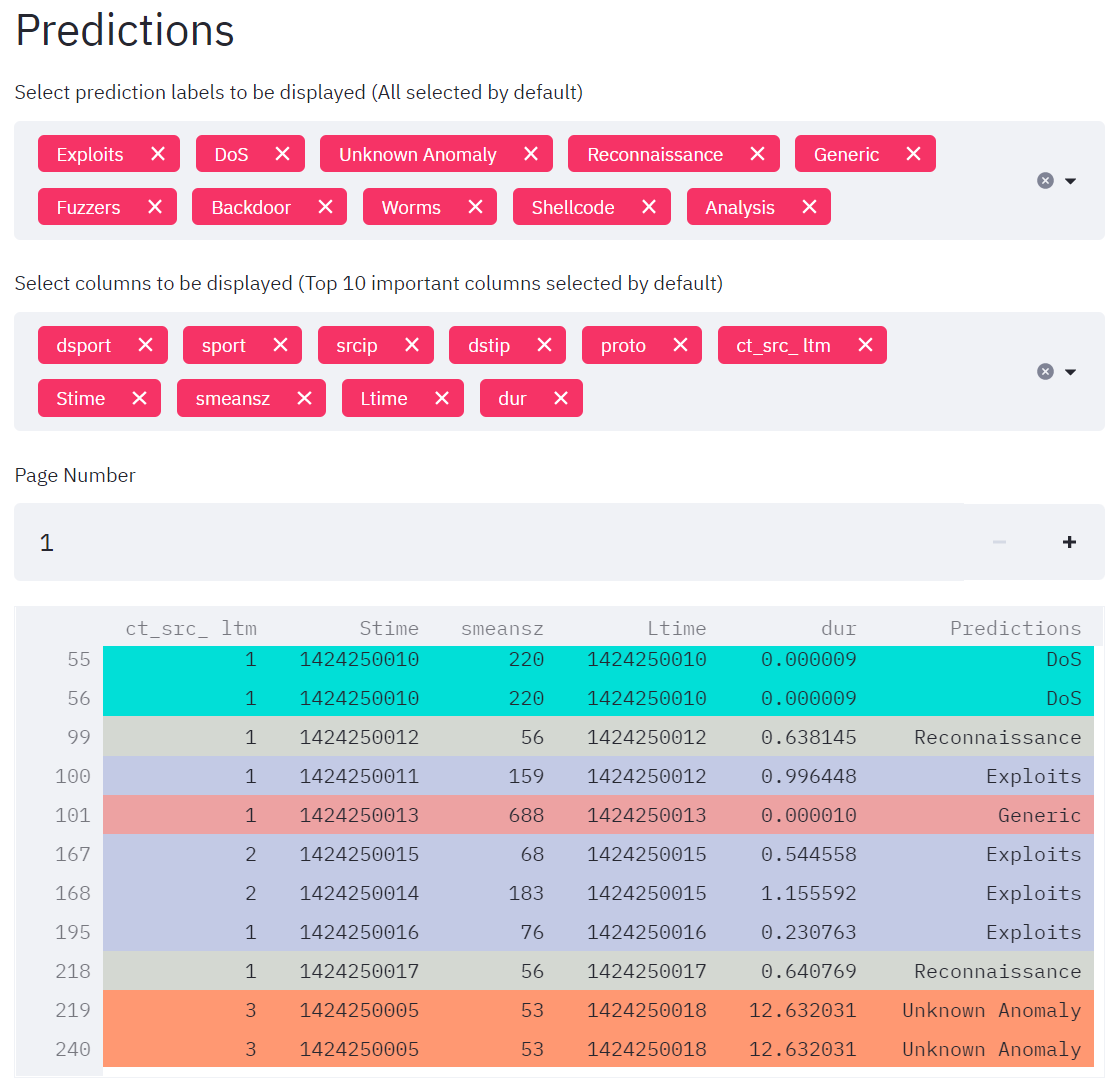 Predictions
Select prediction labels to be displayed (All selected by default)
Exploits DoS Unknown Anomaly Reconnaissance Generic
Fuzzers Backdoor Worms Shellcode Analysis
Select columns to be displayed (Top 10 important columns selected by default)
dsport sport srcip dstip proto ct_src_ ltm
Stime smeansz Ltime dur
Page Number
1
ct_src_ ltm Stime smeansz Ltime dur Predictions
55 1 1424250010 220 1424250010 0.000009 DoS
56 1 1424250010 220 1424250010 0.000009 DoS
99 1 1424250012 56 1424250012 0.638145 Reconnaissance
100 1 1424250011 159 1424250012 0.996448 Exploits
101 1 1424250013 688 1424250013 0.000010 Generic
167 2 1424250015 68 1424250015 0.544558 Exploits
168 2 1424250014 183 1424250015 1.155592 Exploits
195 1 1424250016 76 1424250016 0.230763 Exploits
218 1 1424250017 56 1424250017 0.640769 Reconnaissance
219 3 1424250005 53 1424250018 12.632031 Unknown Anomaly
240 3 1424250005 53 1424250018 12.632031 Unknown Anomaly